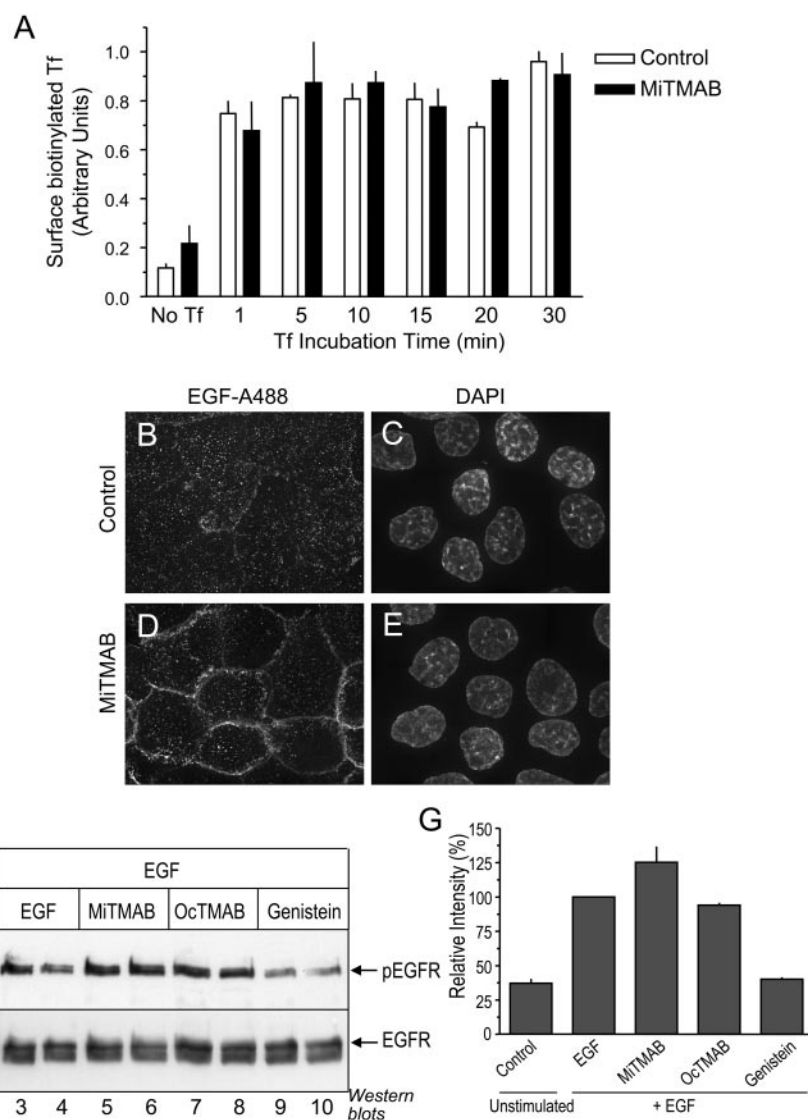 A
Surface biotinylated Tf
(Arbitrary Units)
1.0
0.8
0.6
0.4
0.2
0.0
Control
MiTMAB
No Tf 1 5 10 15 20 30
Tf Incubation Time (min)
EGF-A488 DAPI
Control
B C
MiTMAB
D E
EGF
EGF MiTMAB OcTMAB Genistein
pEGFR
EGFR
3 4 5 6 7 8 9 10
Western
blots
G
Relative Intensity (%)
150
125
100
75
50
25
0
Control EGF MiTMAB OcTMAB Genistein
Unstimulated + EGF